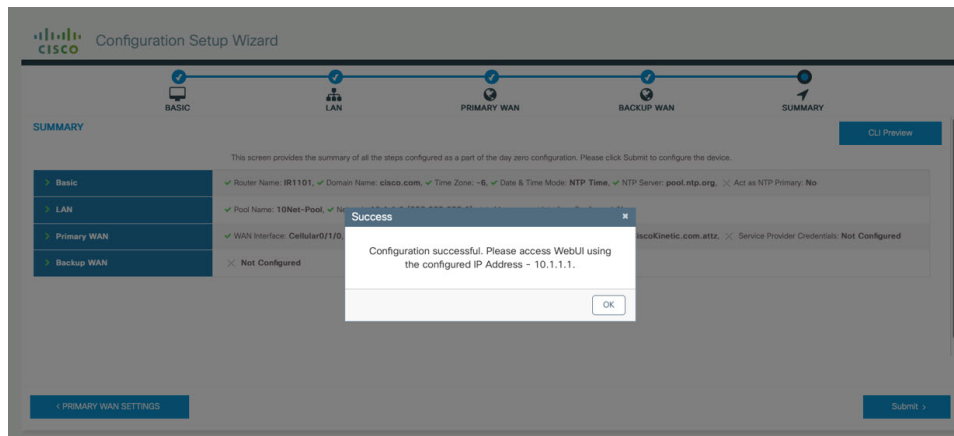 CISCO
Configuration Setup Wizard
BASIC
LAN
PRIMARY WAN
BACKUP WAN
SUMMARY
SUMMARY
CLI Preview
This screen provides the summary of all the steps configured as a part of the day zero configuration. Please click Submit to configure the device.
> Basic
Router Name: IR1101, Domain Name: cisco.com, Time Zone: -6, Date & Time Mode: NTP Time, NTP Server: pool.ntp.org, Act as NTP Primary: No
> LAN
Pool Name: 10Net-Pool,
> Primary WAN
WAN Interface: Cellular0/1/0, iscoKinetic.com.attz, Service Provider Credentials: Not Configured
> Backup WAN
Not Configured
Success
×
Configuration successful. Please access WebUI using
the configured IP Address - 10.1.1.1.
OK
< PRIMARY WAN SETTINGS
Submit >